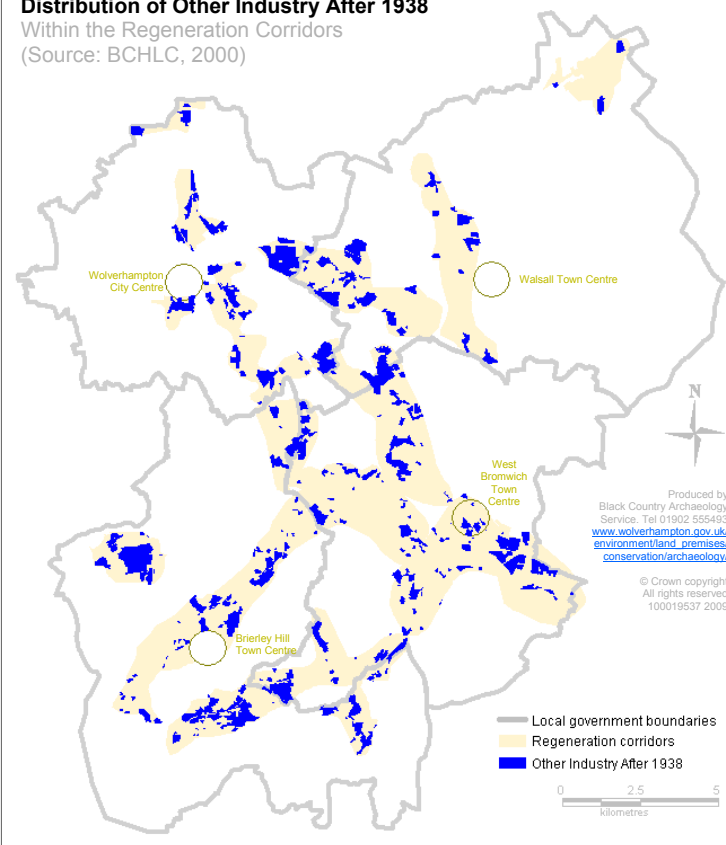 Distribution of Other Industry After 1938
Within the Regeneration Corridors
(Source: BCHLC, 2000)
Wolverhampton
City Centre
Walsall Town Centre
N
West
Bromwich
Town
Centre
Produced by
Black Country Archaeology
Service. Tel 01902 555493
www.wolverhampton.gov.uk/
environment/land_premises/
conservation/archaeology/
© Crown copyright
All rights reserved
100019537 2009
Brierley Hill
Town Centre
Local government boundaries
Regeneration corridors
Other Industry After 1938
0 2.5 5
kilometres